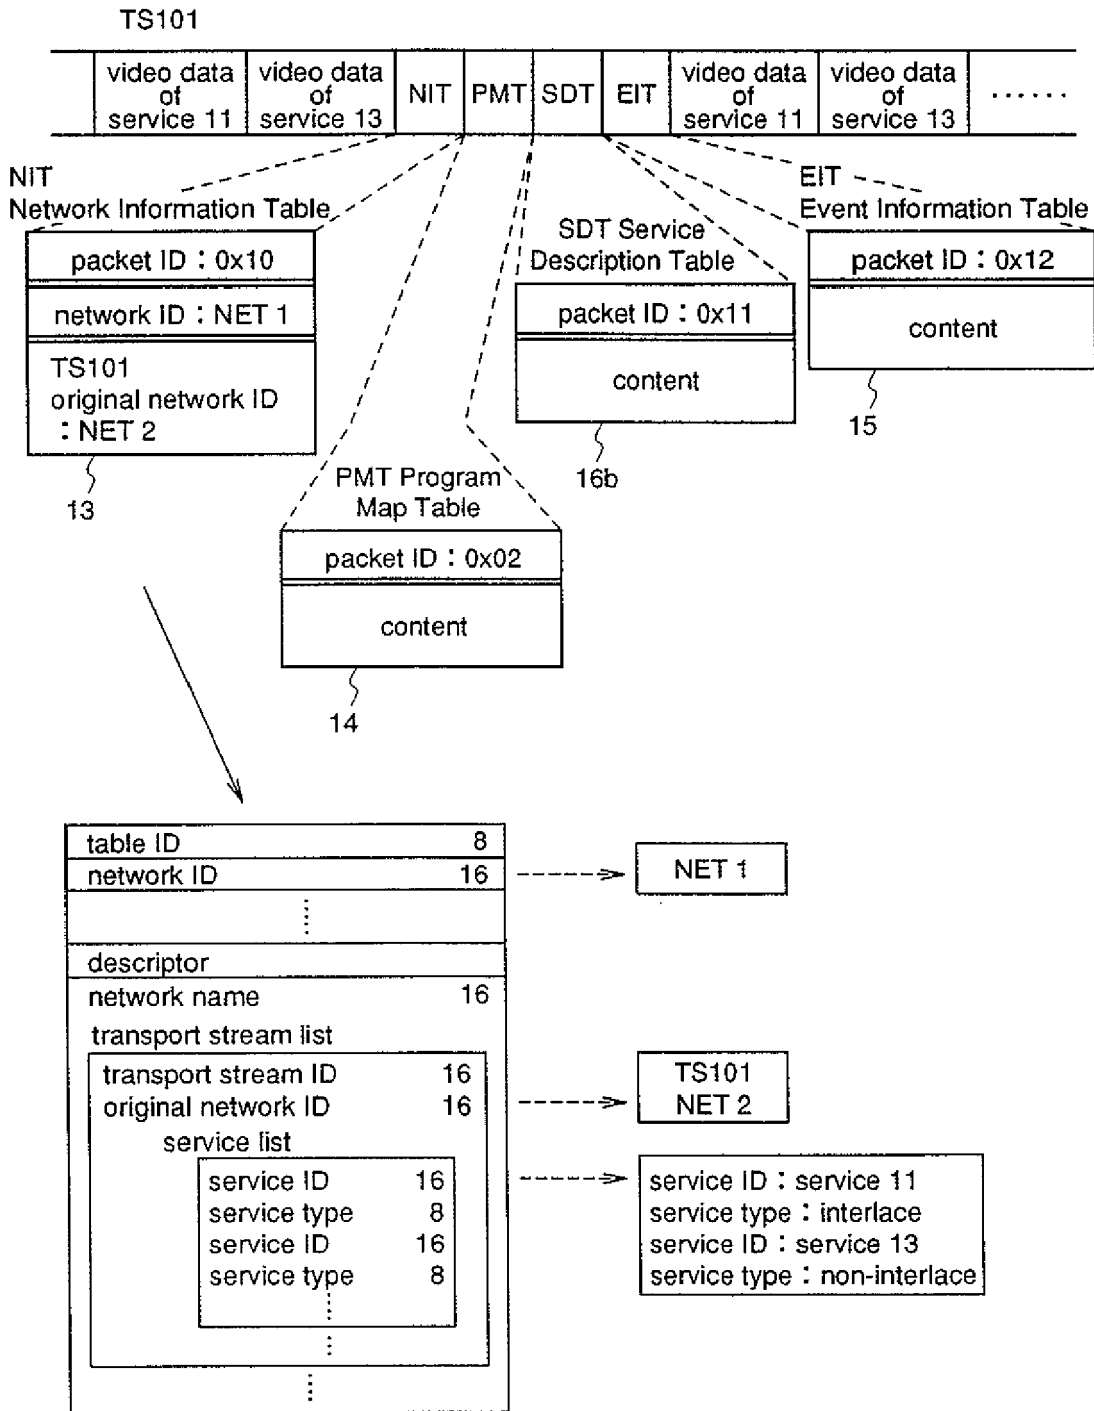 TS101
video data
of
service 11
video data
of
service 13
NIT
PMT
SDT
EIT
video data
of
service 11
video data
of
service 13
······
NIT
Network Information Table
packet ID : 0x10
network ID : NET 1
TS101
original network ID
: NET 2
13
SDT Service
Description Table
packet ID : 0x11
content
16b
EIT
Event Information Table
packet ID : 0x12
content
15
PMT Program
Map Table
packet ID : 0x02
content
14
table ID 8
network ID 16
NET 1
descriptor
network name 16
transport stream list
transport stream ID 16
original network ID 16
TS101
NET 2
service list
service ID 16
service type 8
service ID 16
service type 8
service ID : service 11
service type : interlace
service ID : service 13
service type : non-interlace